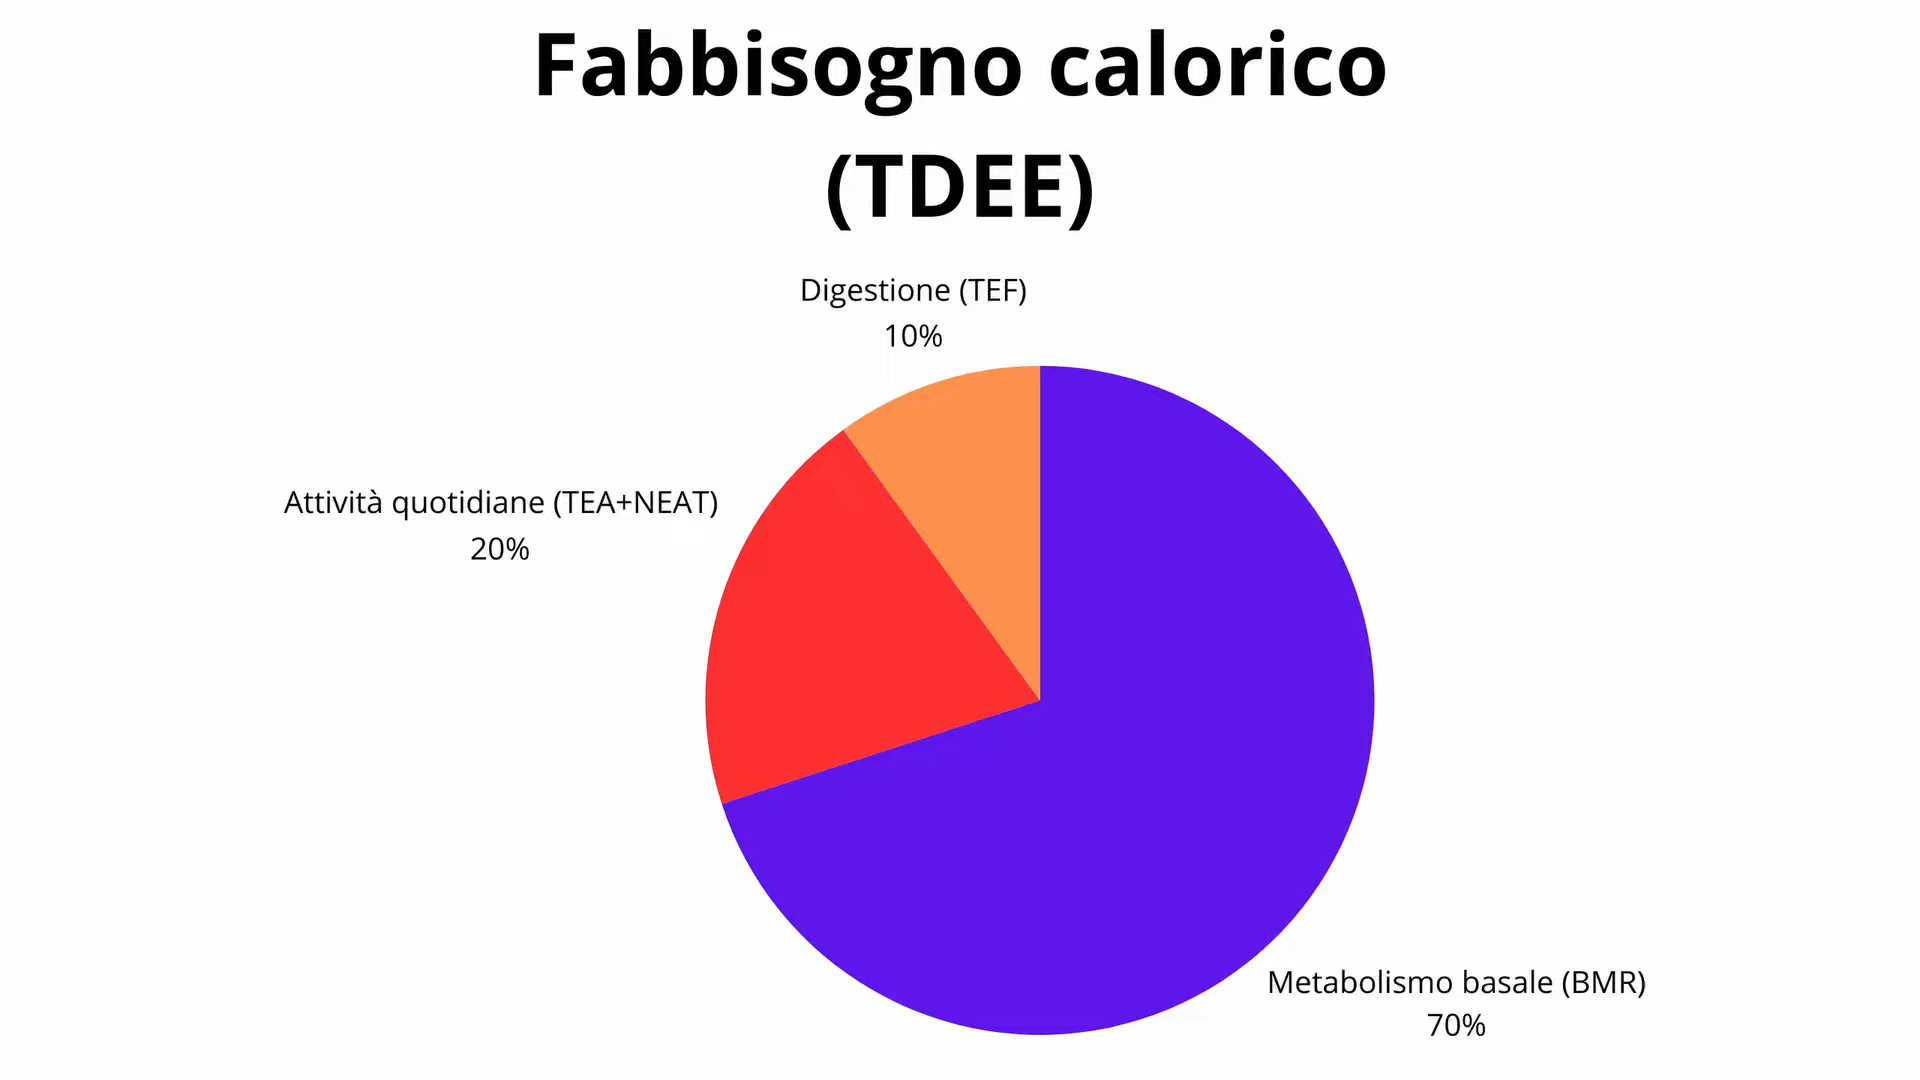 Fabbisogno calorico
(TDEE)
Digestione (TEF)
10%
Attività quotidiane (TEA+NEAT)
20%
Metabolismo basale (BMR)
70%